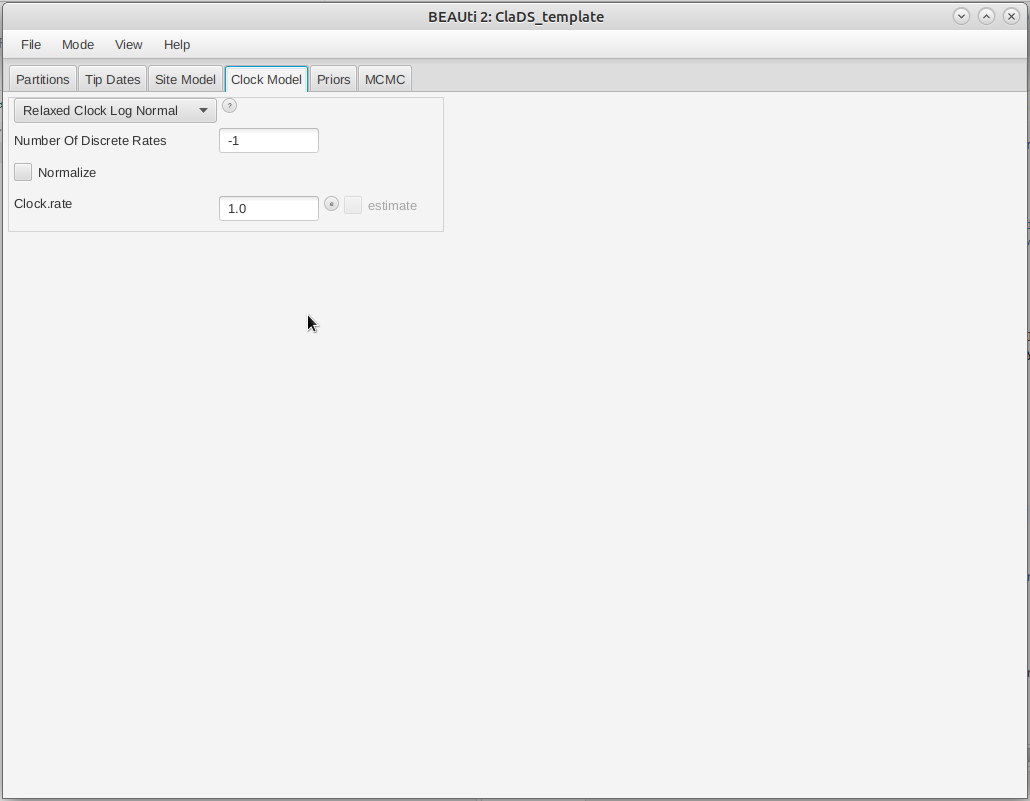 BEAUti 2: ClaDS_template
File Mode View Help
Partitions Tip Dates Site Model Clock Model Priors MCMC
Relaxed Clock Log Normal ?
Number Of Discrete Rates -1
Normalize
Clock.rate 1.0 estimate